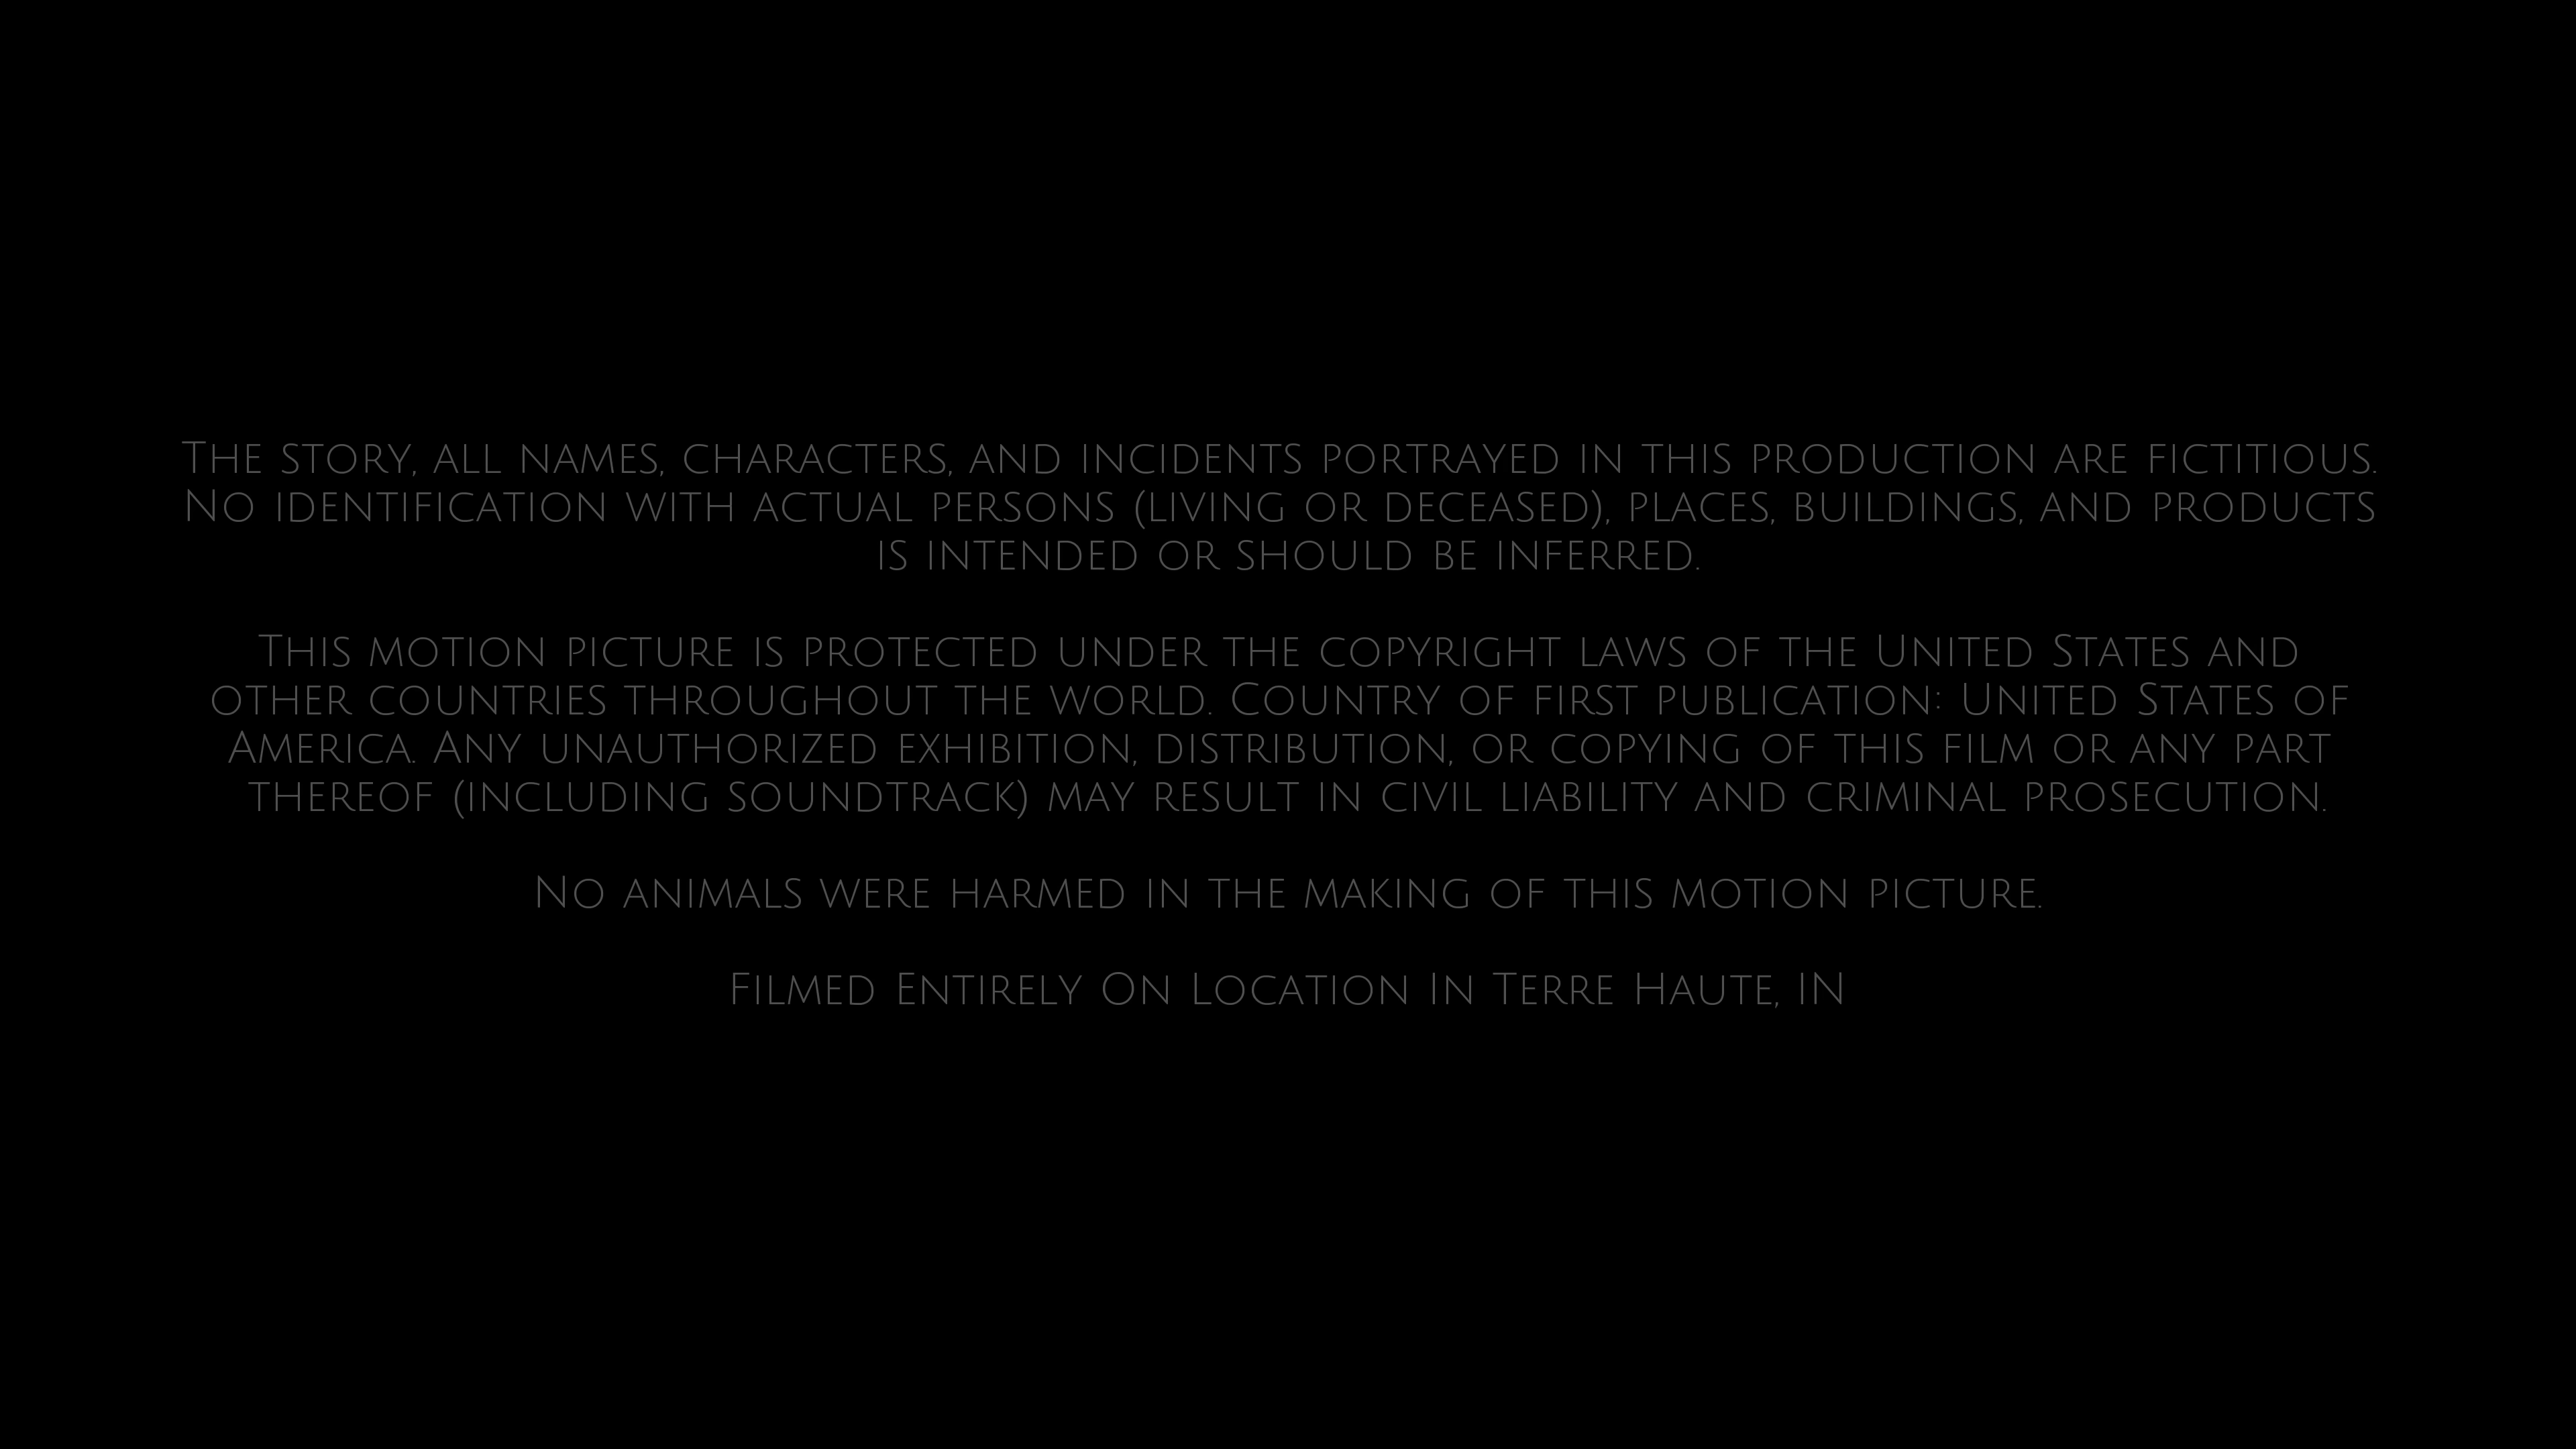 The story, all names, characters, and incidents portrayed in this production are fictitious.
No identification with actual persons (living or deceased), places, buildings, and products
is intended or should be inferred.
This motion picture is protected under the copyright laws of the United States and
other countries throughout the world. Country of first publication: United States of
America. Any unauthorized exhibition, distribution, or copying of this film or any part
thereof (including soundtrack) may result in civil liability and criminal prosecution.
No animals were harmed in the making of this motion picture.
Filmed Entirely On Location In Terre Haute, IN